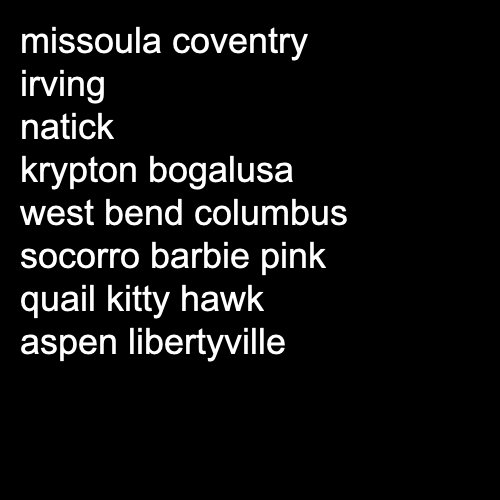 missoula coventry
irving
natick
krypton bogalusa
west bend columbus
socorro barbie pink
quail kitty hawk
aspen libertyville